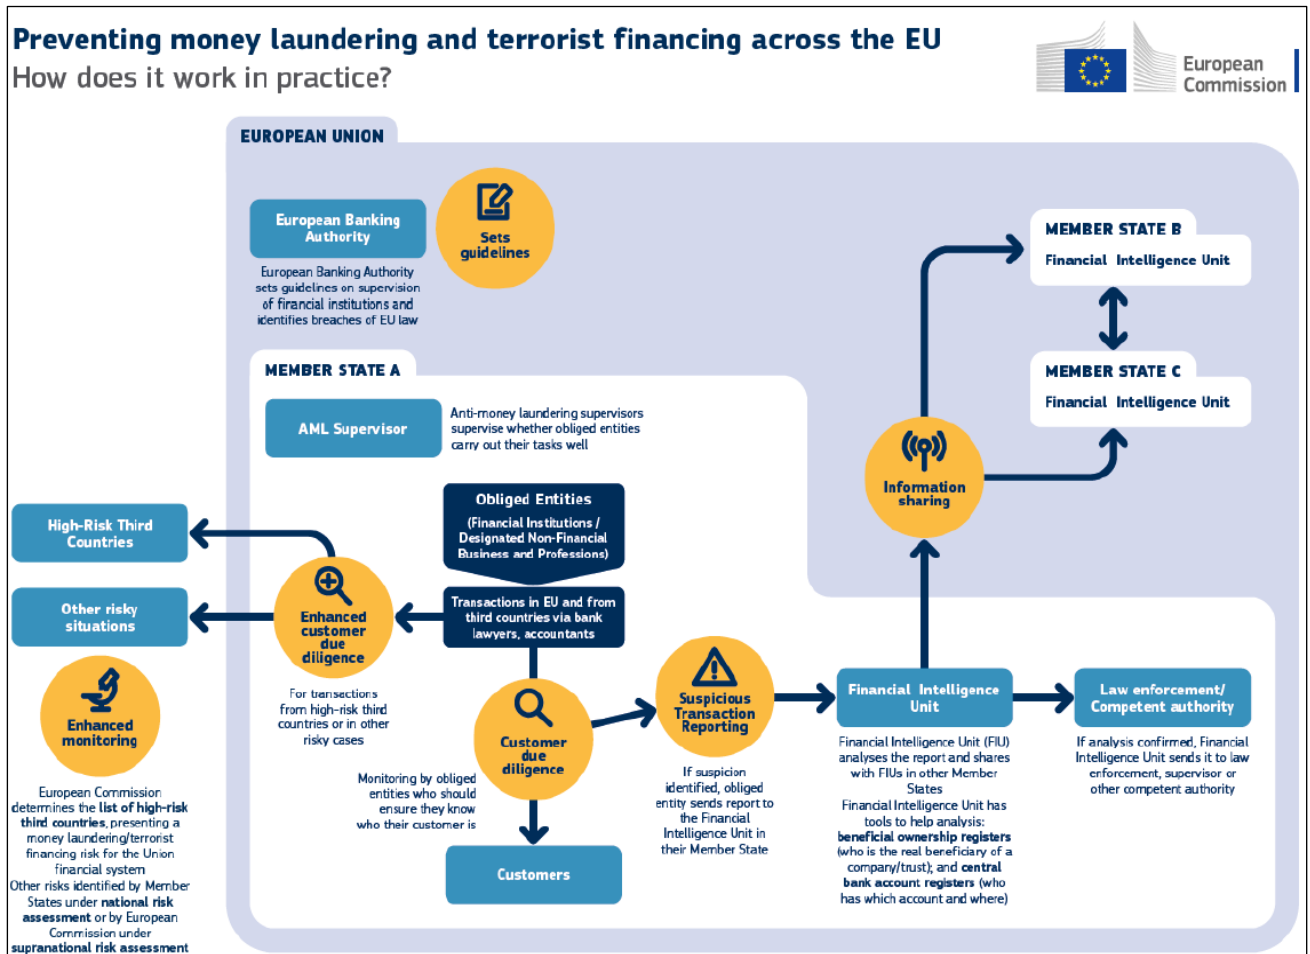 Preventing money laundering and terrorist financing across the EU
How does it work in practice?
European
Commission
EUROPEAN UNION
European Banking
Authority
Sets
guidelines
European Banking Authority
sets guidelines on supervision
of financial institutions and
identifies breaches of EU law
MEMBER STATE B
Financial Intelligence Unit
MEMBER STATE C
Financial Intelligence Unit
Information
sharing
MEMBER STATE A
AML Supervisor
Anti-money laundering supervisors
supervise whether obliged entities
carry out their tasks well
Obliged Entities
(Financial Institutions /
Designated Non-Financial
Business and Professions)
Transactions in EU and from
third countries via bank
lawyers, accountants
High-Risk Third
Countries
Other risky
situations
Enhanced
customer
due
diligence
For transactions
from high-risk third
countries or in other
risky cases
Enhanced
monitoring
European Commission
determines the list of high-risk
third countries, presenting a
money laundering/terrorist
financing risk for the Union
financial system
Other risks identified by Member
States under national risk
assessment or by European
Commission under
supranational risk assessment
Customer
due
diligence
Monitoring by obliged
entities who should
ensure they know
who their customer is
Customers
Suspicious
Transaction
Reporting
If suspicion
identified, obliged
entity sends report to
the Financial
Intelligence Unit in
their Member State
Financial Intelligence
Unit
Financial Intelligence Unit (FIU)
analyses the report and shares
with FIUs in other Member
States
Financial Intelligence Unit has
tools to help analysis:
beneficial ownership registers
(who is the real beneficiary of a
company/trust); and central
bank account registers (who
has which account and where)
Law enforcement/
Competent authority
If analysis confirmed, Financial
Intelligence Unit sends it to law
enforcement, supervisor or
other competent authority